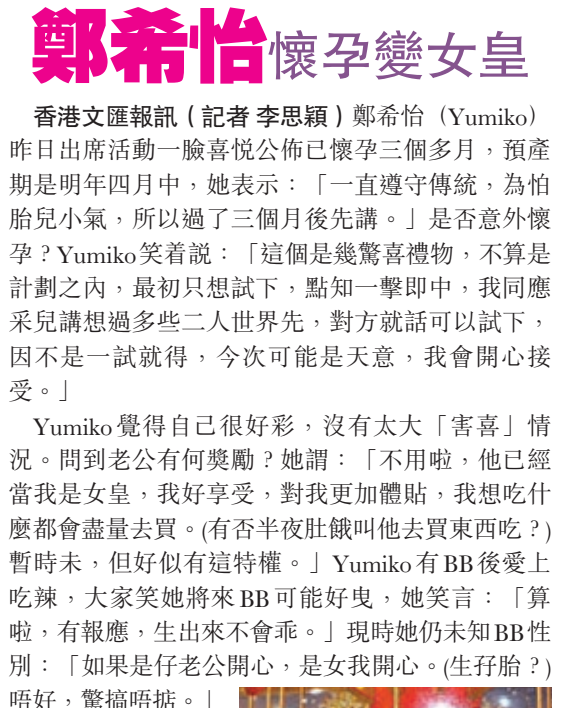 鄭希怡懷孕變女皇
香港文匯報訊（記者 李思穎）鄭希怡（Yumiko）
昨日出席活動一臉喜悅公佈已懷孕三個多月，預產
期是明年四月中，她表示：「一直遵守傳統，為怕
胎兒小氣，所以過了三個月後先講。」是否意外懷
孕？Yumiko笑着説：「這個是幾驚喜禮物，不算是
計劃之內，最初只想試下，點知一擊即中，我同應
采兒講想過多些二人世界先，對方就話可以試下，
因不是一試就得，今次可能是天意，我會開心接
受。」
Yumiko覺得自己很好彩，沒有太大「害喜」情
況。問到老公有何獎勵？她謂：「不用啦，他已經
當我是女皇，我好享受，對我更加體貼，我想吃什
麼都會盡量去買。(有否半夜肚餓叫他去買東西吃？)
暫時未，但好似有這特權。」Yumiko有BB後愛上
吃辣，大家笑她將來BB可能好曳，她笑言：「算
啦，有報應，生出來不會乖。」現時她仍未知BB性
別：「如果是仔老公開心，是女我開心。(生孖胎？)
唔好，驚搞唔掂。」